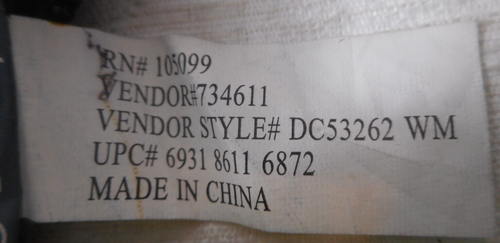 RN# 105099
VENDOR#734611
VENDOR STYLE# DC53262 WM
UPC# 6931 8611 6872
MADE IN CHINA